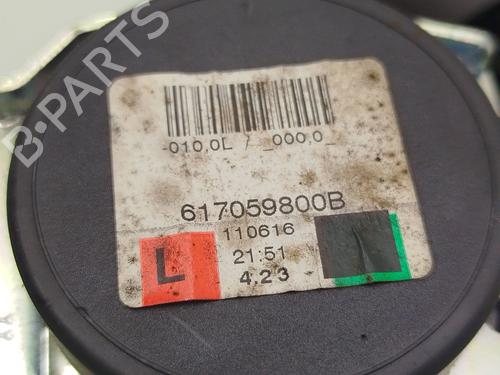 B-PARTS
-010,0L / _000,0_
617059800B
110616
21:51
4,23
L